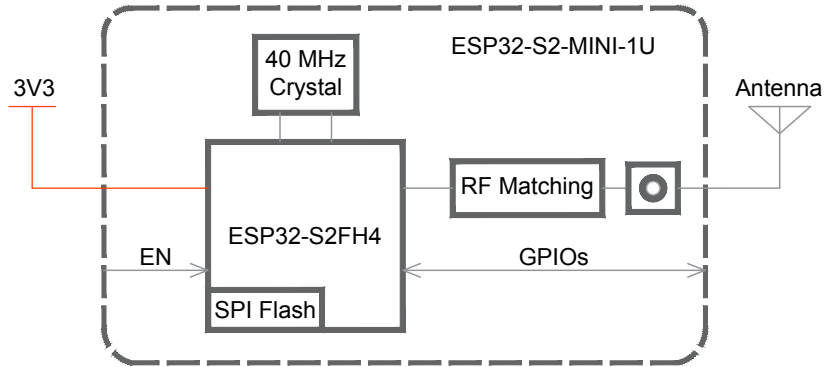 ESP32-S2-MINI-1U
40 MHz
Crystal
3V3
Antenna
RF Matching
ESP32-S2FH4
EN
GPIOs
SPI Flash